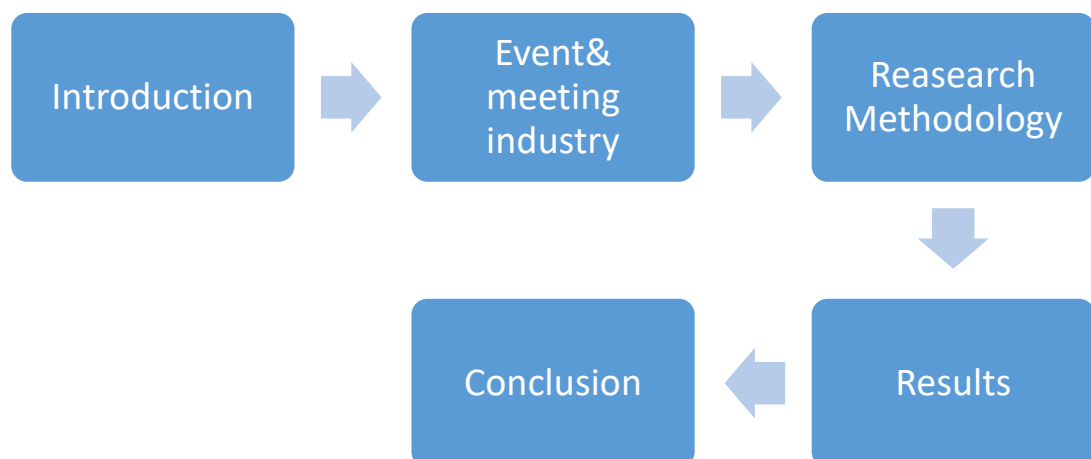 Introduction
Event&
meeting
industry
Reasearch
Methodology
Results
Conclusion